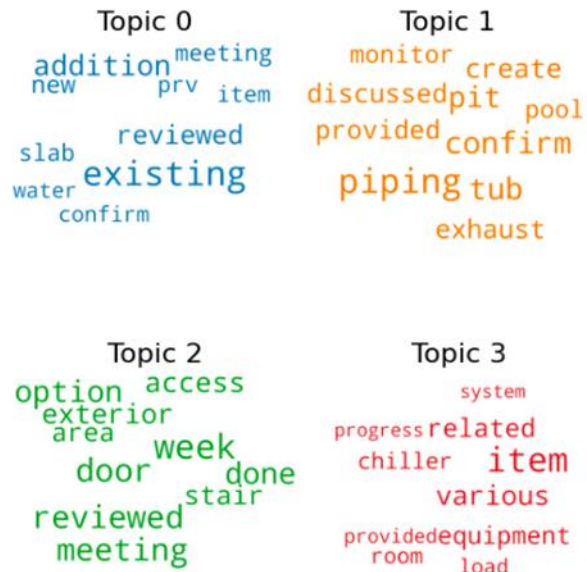 Topic 0
meeting
addition
new
prv
item
reviewed
slab
existing
water
confirm
Topic 1
monitor
create
discussed
pit
pool
provided
confirm
piping
tub
exhaust
Topic 2
option
access
exterior
area
week
door
done
stair
reviewed
meeting
Topic 3
system
progress
related
chiller
item
various
provided
equipment
room
load